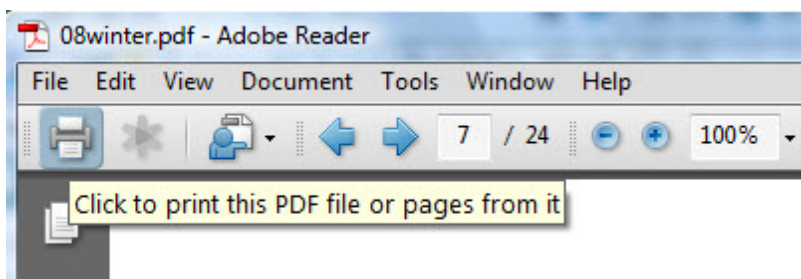 08winter.pdf - Adobe Reader
File Edit View Document Tools Window Help
7 / 24 100%
Click to print this PDF file or pages from it